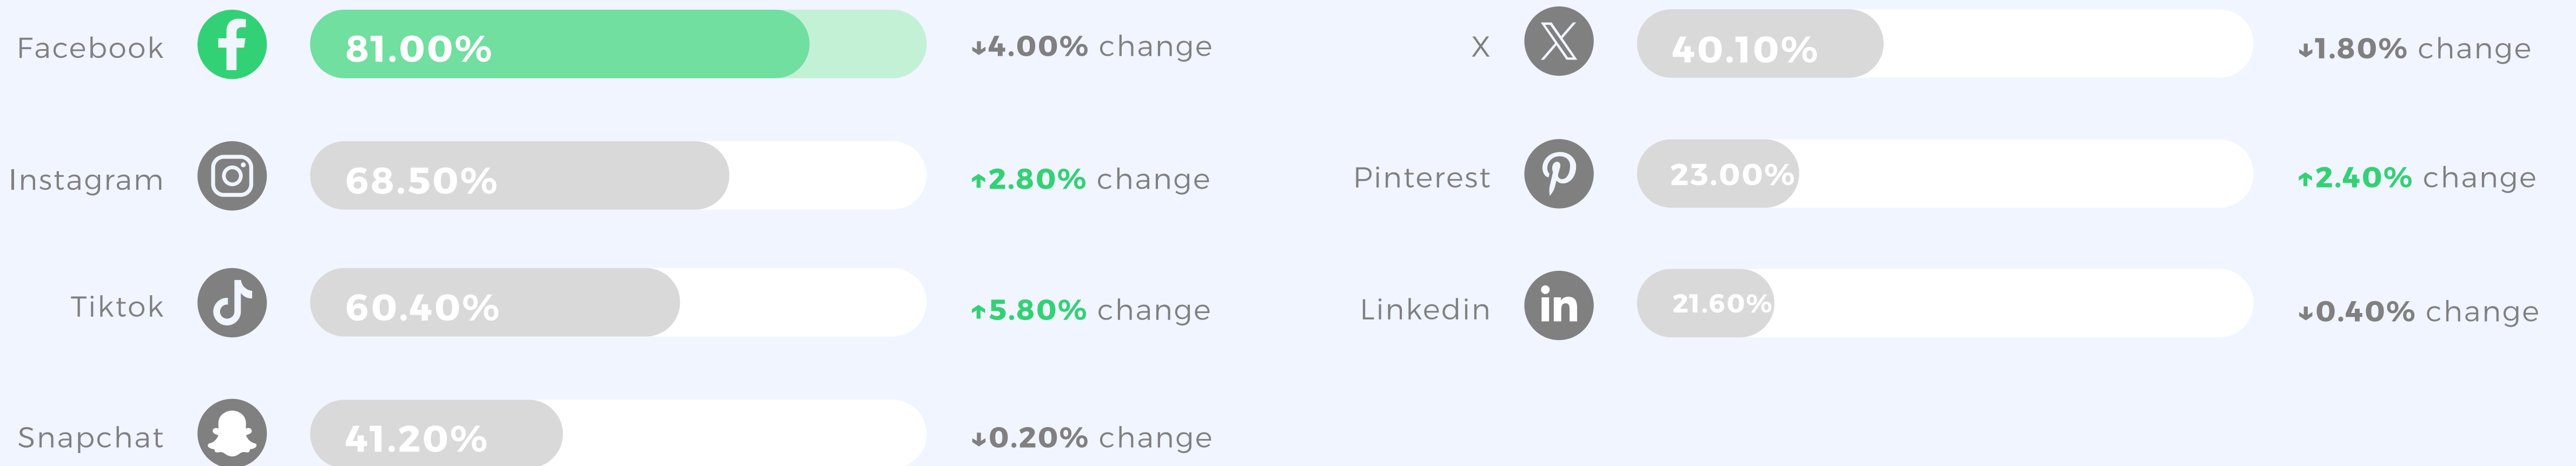 Facebook 81.00% ↓4.00% change
Instagram 68.50% ↑2.80% change
Tiktok 60.40% ↑5.80% change
Snapchat 41.20% ↓0.20% change
X 40.10% ↓1.80% change
Pinterest 23.00% ↑2.40% change
Linkedin in 21.60% ↓0.40% change